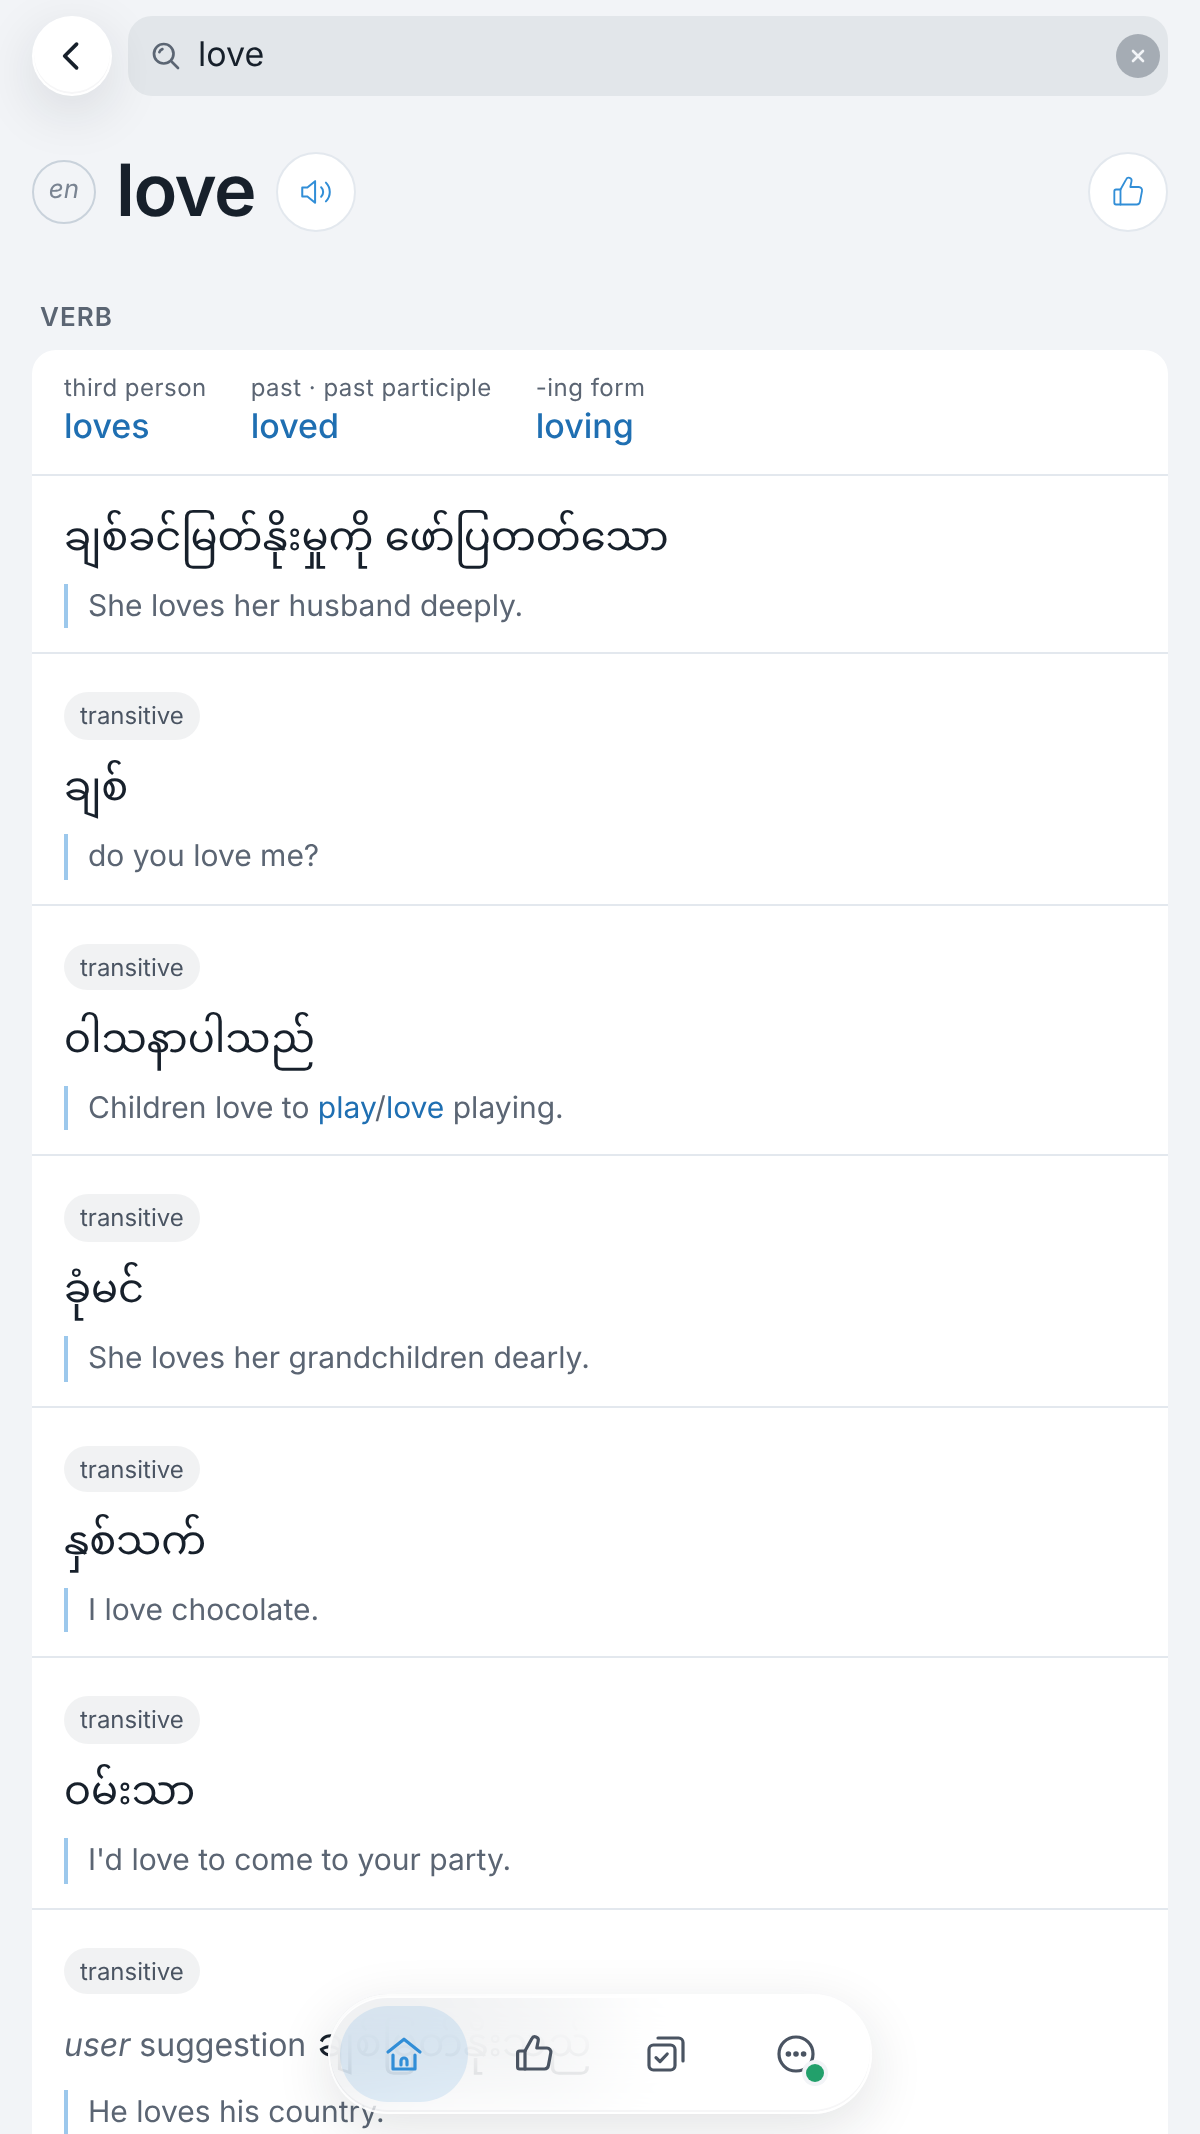 love
en love
VERB
third person past · past participle -ing form
loves loved loving
ချစ်ခင်မြတ်နိုးမှုကို ဖော်ပြတတ်သော
She loves her husband deeply.
transitive
ချစ်
do you love me?
transitive
ဝါသနာပါသည်
Children love to play/love playing.
transitive
ခုံမင်
She loves her grandchildren dearly.
transitive
နှစ်သက်
I love chocolate.
transitive
ဝမ်းသာ
I'd love to come to your party.
transitive
user suggestion
He loves his country.